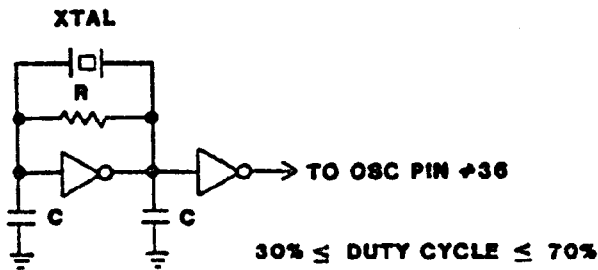 XTAL
R
TO OSC PIN #36
C
C
30% ≤ DUTY CYCLE ≤ 70%